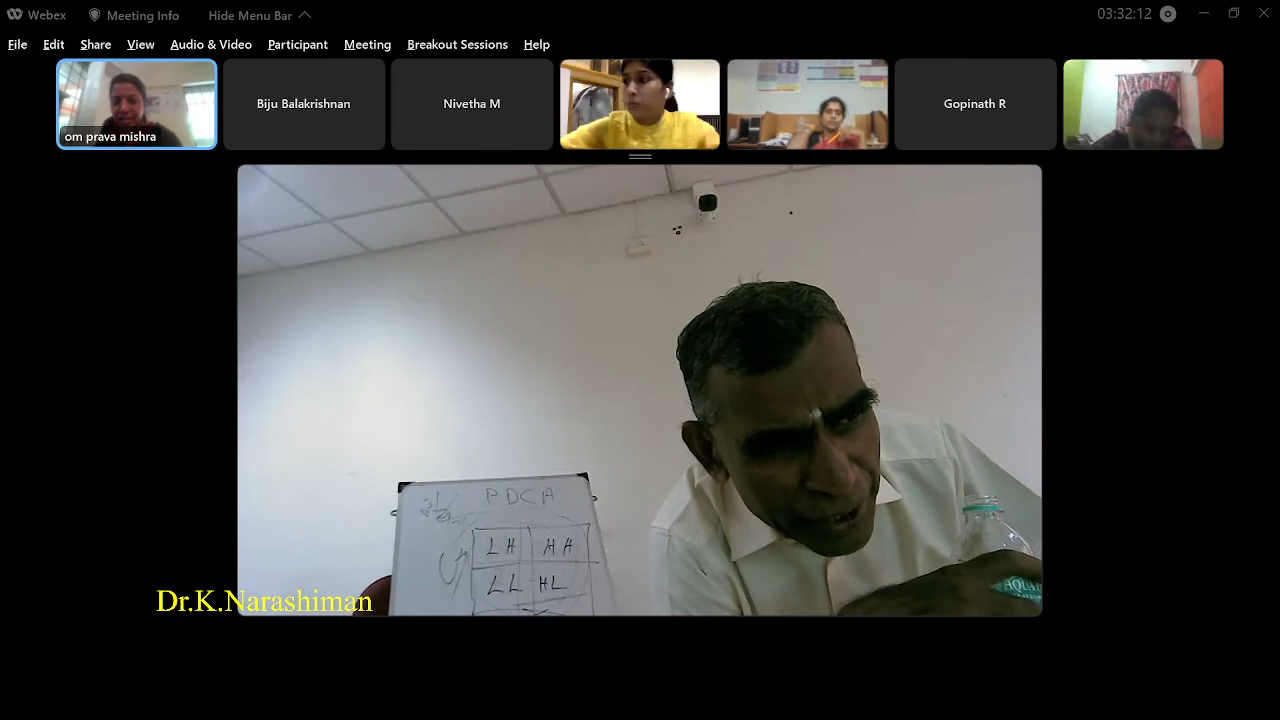 Webex Meeting Info Hide Menu Bar 03:32:12
File Edit Share View Audio & Video Participant Meeting Breakout Sessions Help
om prava mishra
Biju Balakrishnan
Nivetha M
Gopinath R
PDCA
LH HH
LL HL
Dr.K.Narashiman